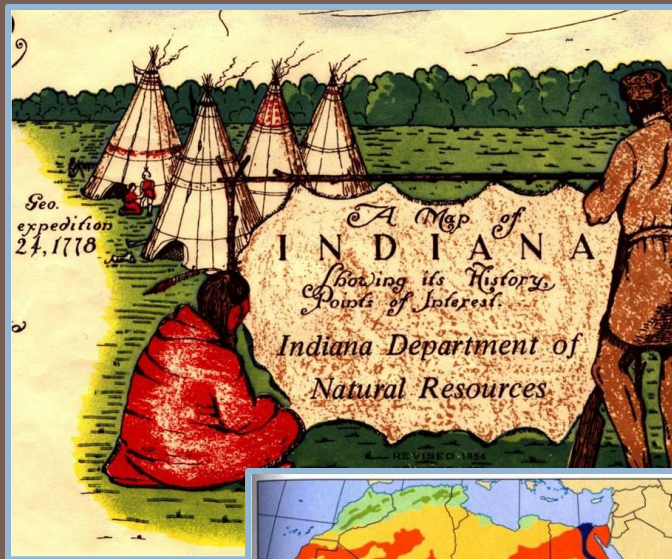 Geo.
expedition
24, 1778
A Map of
INDIANA
Showing its History,
Points of Interest.
Indiana Department of
Natural Resources
REVISED 1954